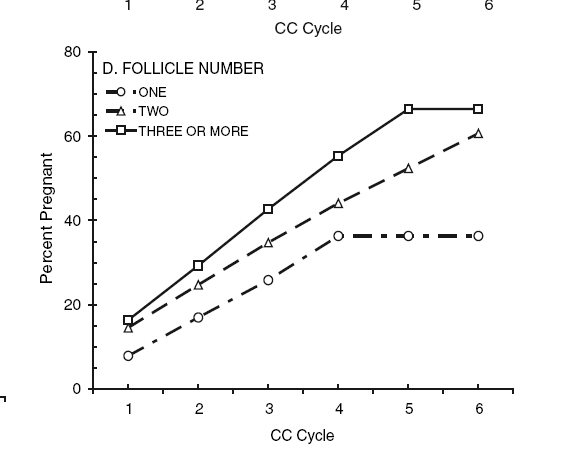 1 2 3 4 5 6
CC Cycle
80
D. FOLLICLE NUMBER
ONE
TWO
THREE OR MORE
60
40
20
0
Percent Pregnant
1 2 3 4 5 6
CC Cycle